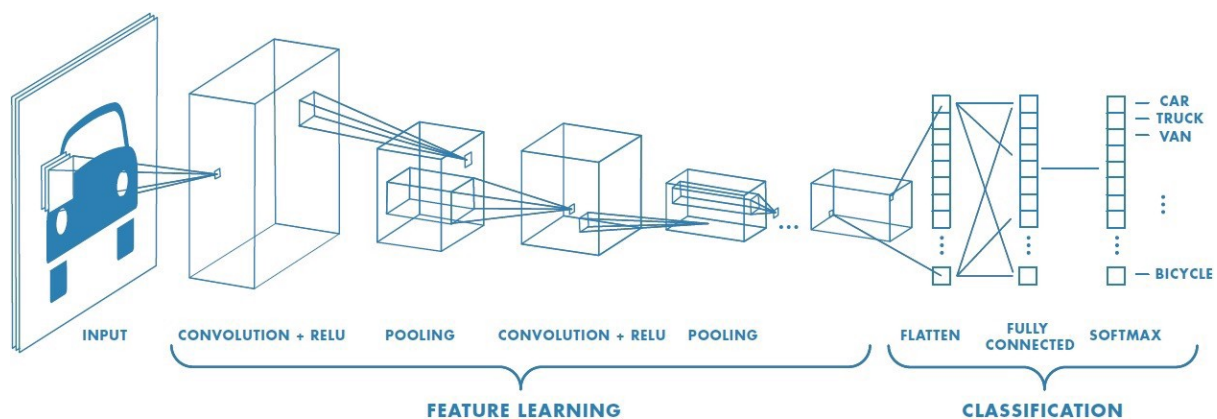 CAR
TRUCK
VAN
BICYCLE
INPUT
CONVOLUTION + RELU
POOLING
CONVOLUTION + RELU
POOLING
FLATTEN
FULLY
CONNECTED
SOFTMAX
FEATURE LEARNING
CLASSIFICATION